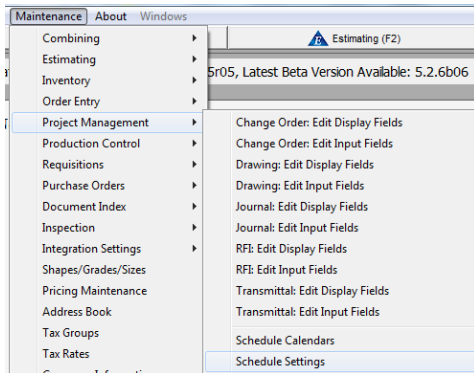 Maintenance About Windows
Combining
Estimating (F2)
Estimating
5r05, Latest Beta Version Available: 5.2.6b06
Inventory
Order Entry
Project Management
Change Order: Edit Display Fields
Production Control
Change Order: Edit Input Fields
Requisitions
Drawing: Edit Display Fields
Purchase Orders
Drawing: Edit Input Fields
Document Index
Journal: Edit Display Fields
Inspection
Journal: Edit Input Fields
Integration Settings
RFI: Edit Display Fields
Shapes/Grades/Sizes
RFI: Edit Input Fields
Pricing Maintenance
Transmittal: Edit Display Fields
Address Book
Transmittal: Edit Input Fields
Tax Groups
Schedule Calendars
Tax Rates
Schedule Settings